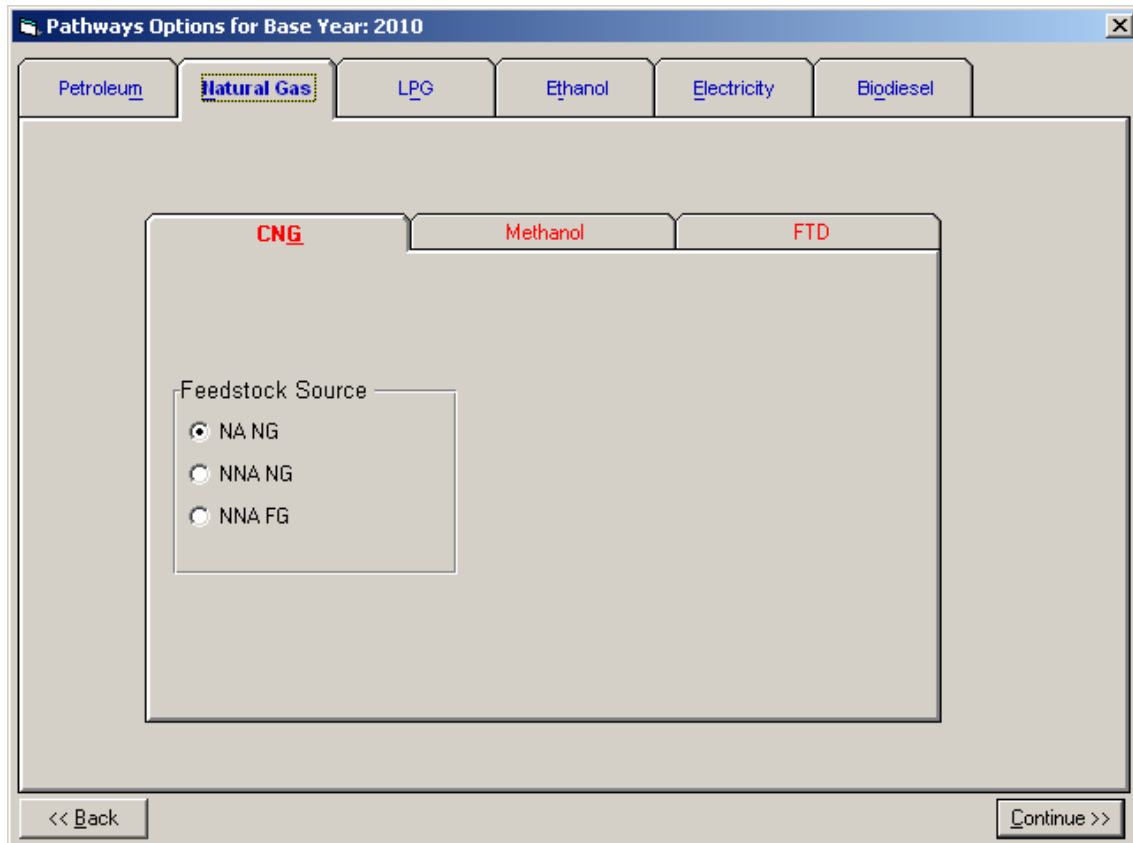 Pathways Options for Base Year: 2010
Petroleum Natural Gas LPG Ethanol Electricity Biodiesel
CNG Methanol FTD
Feedstock Source
NA NG
NNA NG
NNA FG
<< Back Continue >>